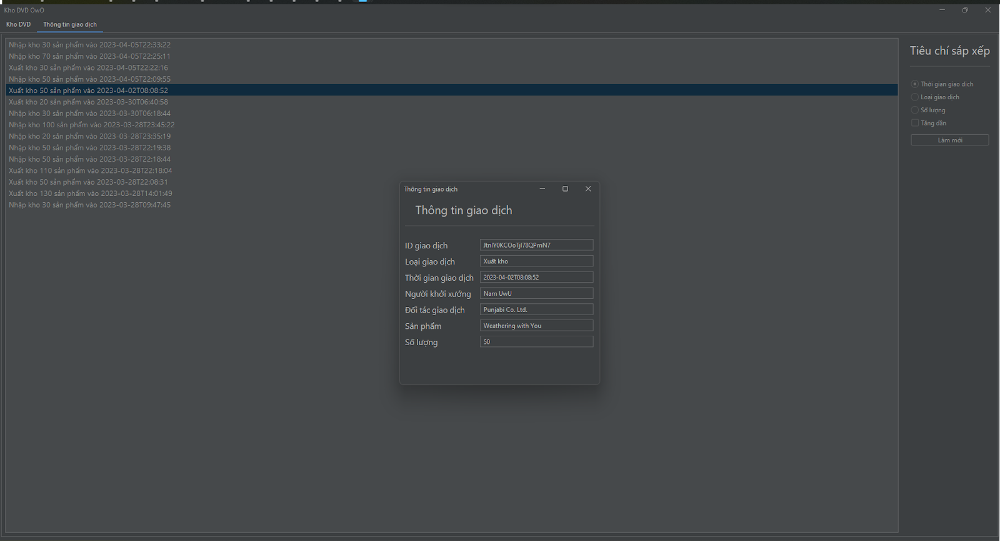 Kho DVD OwO
Kho DVD
Thông tin giao dịch
Nhập kho 30 sản phẩm vào 2023-04-05T22:33:22
Nhập kho 70 sản phẩm vào 2023-04-05T22:25:11
Xuất kho 30 sản phẩm vào 2023-04-05T22:22:16
Nhập kho 50 sản phẩm vào 2023-04-05T22:09:55
Xuất kho 50 sản phẩm vào 2023-04-02T08:08:52
Xuất kho 20 sản phẩm vào 2023-03-30T06:40:58
Nhập kho 30 sản phẩm vào 2023-03-30T06:18:44
Nhập kho 100 sản phẩm vào 2023-03-28T23:45:22
Nhập kho 20 sản phẩm vào 2023-03-28T23:35:19
Nhập kho 50 sản phẩm vào 2023-03-28T22:19:38
Nhập kho 50 sản phẩm vào 2023-03-28T22:18:44
Xuất kho 110 sản phẩm vào 2023-03-28T22:18:04
Xuất kho 50 sản phẩm vào 2023-03-28T22:08:31
Xuất kho 130 sản phẩm vào 2023-03-28T14:01:49
Nhập kho 30 sản phẩm vào 2023-03-28T09:47:45
Tiêu chí sắp xếp
Thời gian giao dịch
Loại giao dịch
Số lượng
Tăng dần
Làm mới
Thông tin giao dịch
Thông tin giao dịch
ID giao dịch
Loại giao dịch Xuất kho
Thời gian giao dịch 2023-04-02T08:08:52
Người khởi xướng Nam UwU
Đối tác giao dịch Punjabi Co. Ltd.
Sản phẩm Weathering with You
Số lượng 50